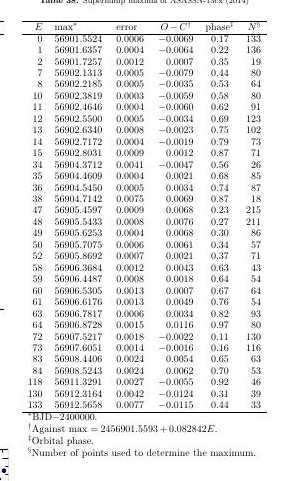 Table 38. Superhump maxima of ASASSN-13cx (2014)
E max* error O − C† phase‡ N§
0 56901.5524 0.0006 −0.0069 0.17 133
1 56901.6357 0.0004 −0.0064 0.22 136
2 56901.7257 0.0012 0.0007 0.35 19
7 56902.1313 0.0005 −0.0079 0.44 80
8 56902.2185 0.0008 −0.0035 0.53 64
10 56902.3819 0.0003 −0.0059 0.58 80
11 56902.4646 0.0004 −0.0060 0.62 91
12 56902.5500 0.0005 −0.0034 0.69 123
13 56902.6340 0.0008 −0.0023 0.75 102
14 56902.7172 0.0004 −0.0019 0.79 73
15 56902.8031 0.0009 0.0012 0.87 71
34 56904.3712 0.0041 −0.0047 0.56 26
35 56904.4609 0.0004 0.0021 0.68 85
36 56904.5450 0.0005 0.0034 0.74 87
38 56904.7142 0.0075 0.0069 0.87 18
47 56905.4597 0.0009 0.0068 0.23 215
48 56905.5433 0.0008 0.0076 0.27 211
49 56905.6253 0.0004 0.0068 0.30 86
50 56905.7075 0.0006 0.0061 0.34 57
52 56905.8692 0.0007 0.0021 0.37 21
58 56906.3684 0.0012 0.0043 0.63 43
59 56906.4487 0.0008 0.0018 0.64 54
60 56906.5305 0.0013 0.0007 0.67 64
61 56906.6176 0.0013 0.0049 0.76 54
63 56906.7817 0.0006 0.0034 0.82 93
64 56906.8728 0.0015 0.0116 0.97 80
72 56907.5217 0.0018 −0.0022 0.11 130
73 56907.6051 0.0014 −0.0016 0.16 116
83 56908.4406 0.0024 0.0054 0.65 63
84 56908.5243 0.0024 0.0062 0.70 53
118 56911.3291 0.0027 −0.0055 0.92 46
130 56912.3164 0.0042 −0.0124 0.31 39
133 56912.5658 0.0077 −0.0115 0.44 33
*BJD−2400000.
†Against max = 2456901.5593 + 0.082842E.
‡Orbital phase.
§Number of points used to determine the maximum.